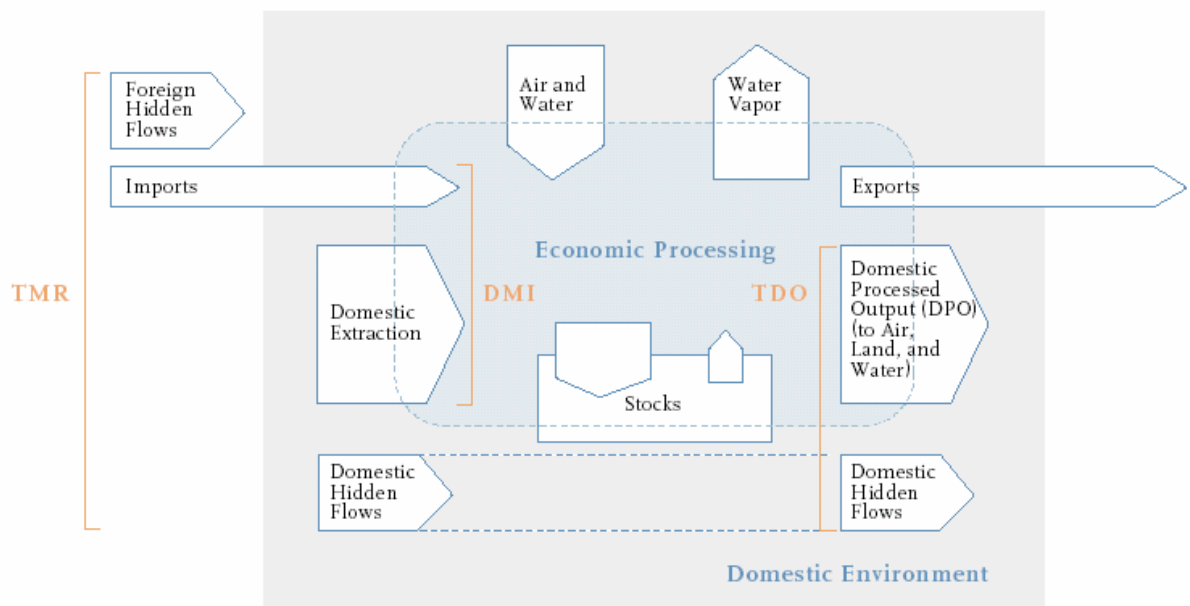 Foreign
Hidden
Flows
Air and
Water
Water
Vapor
Imports
Exports
Economic Processing
TMR
DMI
TDO
Domestic
Extraction
Domestic
Processed
Output (DPO)
(to Air,
Land, and
Water)
Stocks
Domestic
Hidden
Flows
Domestic
Hidden
Flows
Domestic Environment